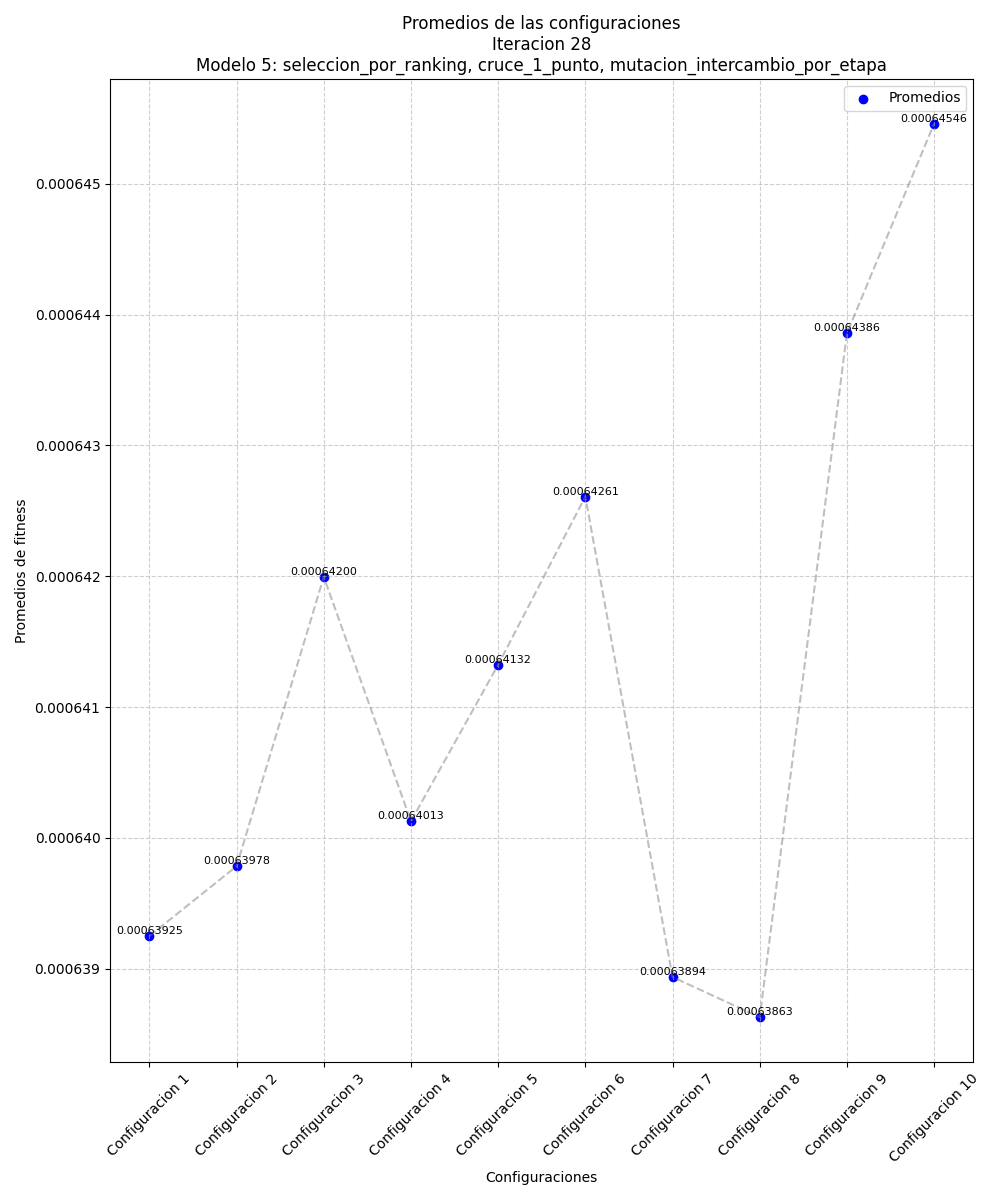 Promedios de las configuraciones
Iteracion 28
Modelo 5: seleccion_por_ranking, cruce_1_punto, mutacion_intercambio_por_etapa
Promedios
0.00064546
0.000645
0.00064386
0.000644
0.000643
0.00064261
0.00064200
0.000642
0.00064132
0.000641
0.00064013
0.000640
0.00063978
0.00063925
0.000639
0.00063894
0.00063863
Promedios de fitness
Configuracion 1
Configuracion 2
Configuracion 3
Configuracion 4
Configuracion 5
Configuracion 6
Configuracion 7
Configuracion 8
Configuracion 9
Configuracion 10
Configuraciones